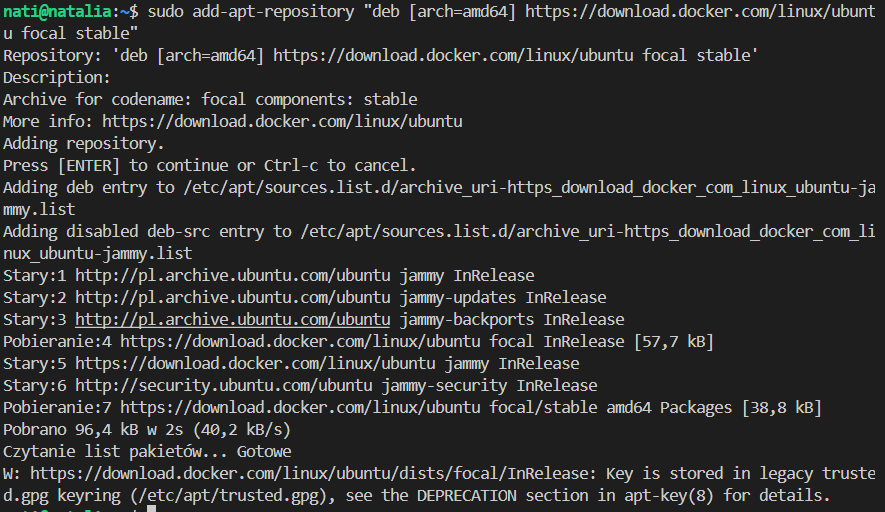 nati@natalia:~$ sudo add-apt-repository "deb [arch=amd64] https://download.docker.com/linux/ubunt
u focal stable"
Repository: 'deb [arch=amd64] https://download.docker.com/linux/ubuntu focal stable'
Description:
Archive for codename: focal components: stable
More info: https://download.docker.com/linux/ubuntu
Adding repository.
Press [ENTER] to continue or Ctrl-c to cancel.
Adding deb entry to /etc/apt/sources.list.d/archive_uri-https_download_docker_com_linux_ubuntu-ja
mmy.list
Adding disabled deb-src entry to /etc/apt/sources.list.d/archive_uri-https_download_docker_com_li
nux_ubuntu-jammy.list
Stary:1 http://pl.archive.ubuntu.com/ubuntu jammy InRelease
Stary:2 http://pl.archive.ubuntu.com/ubuntu jammy-updates InRelease
Stary:3 http://pl.archive.ubuntu.com/ubuntu jammy-backports InRelease
Pobieranie:4 https://download.docker.com/linux/ubuntu focal InRelease [57,7 kB]
Stary:5 https://download.docker.com/linux/ubuntu jammy InRelease
Stary:6 http://security.ubuntu.com/ubuntu jammy-security InRelease
Pobieranie:7 https://download.docker.com/linux/ubuntu focal/stable amd64 Packages [38,8 kB]
Pobrano 96,4 kB w 2s (40,2 kB/s)
Czytanie list pakietów... Gotowe
W: https://download.docker.com/linux/ubuntu/dists/focal/InRelease: Key is stored in legacy truste
d.gpg keyring (/etc/apt/trusted.gpg), see the DEPRECATION section in apt-key(8) for details.